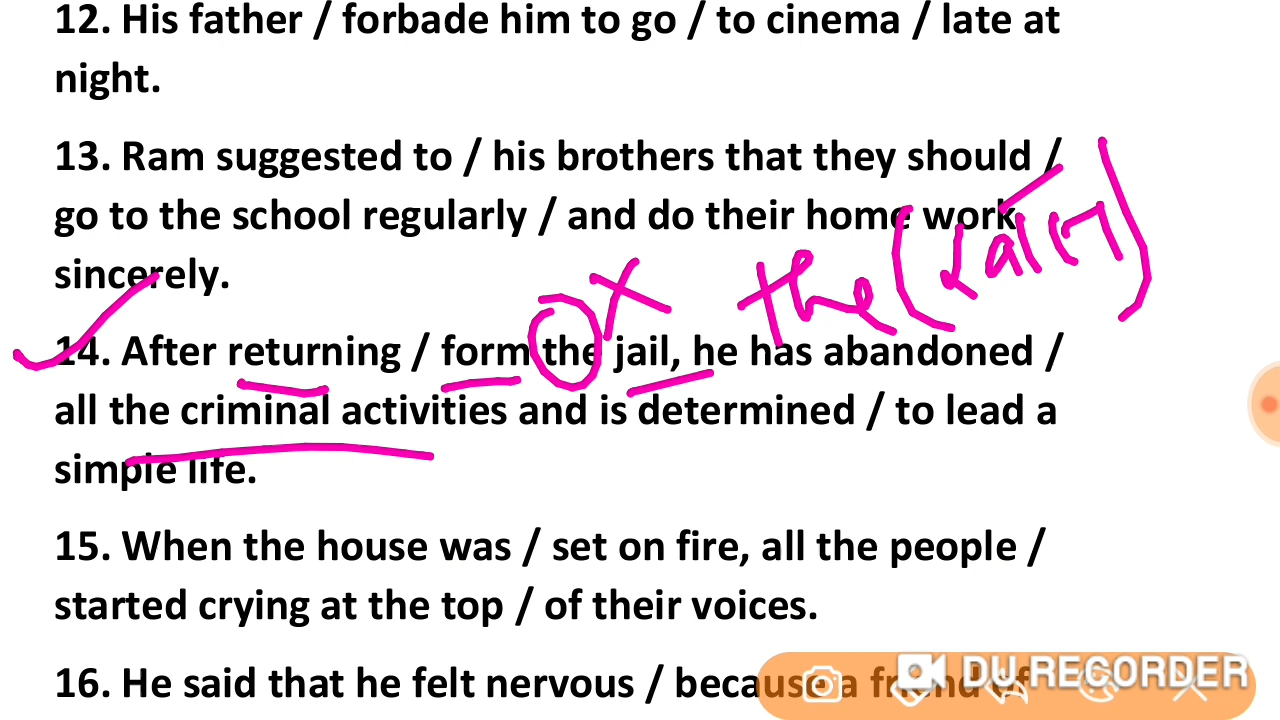 12. His father / forbade him to go / to cinema / late at
night.
13. Ram suggested to / his brothers that they should /
go to the school regularly / and do their home work
sincerely.
the
14. After returning / form the jail, he has abandoned /
all the criminal activities and is determined / to lead a
simple life.
15. When the house was / set on fire, all the people /
started crying at the top / of their voices.
16. He said that he felt nervous / because a friend of
DU RECORDER